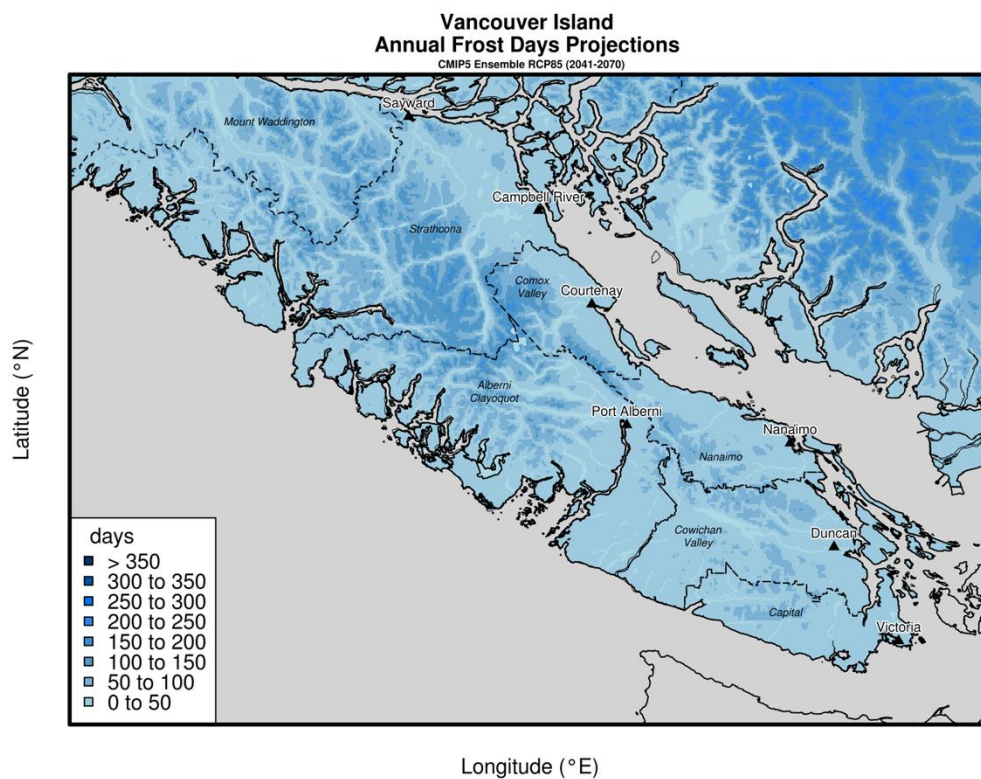 Vancouver Island
Annual Frost Days Projections
CMIP5 Ensemble RCP85 (2041-2070)
Sayward
Mount Waddington
Campbell River
Strathcona
Comox
Valley
Courtenay
Alberni
Clayoquot
Port Alberni
Nanaimo
Nanaimo
Cowichan
Valley
Duncan
Capital
Victoria
Latitude (°N)
days
> 350
300 to 350
250 to 300
200 to 250
150 to 200
100 to 150
50 to 100
0 to 50
Longitude (°E)